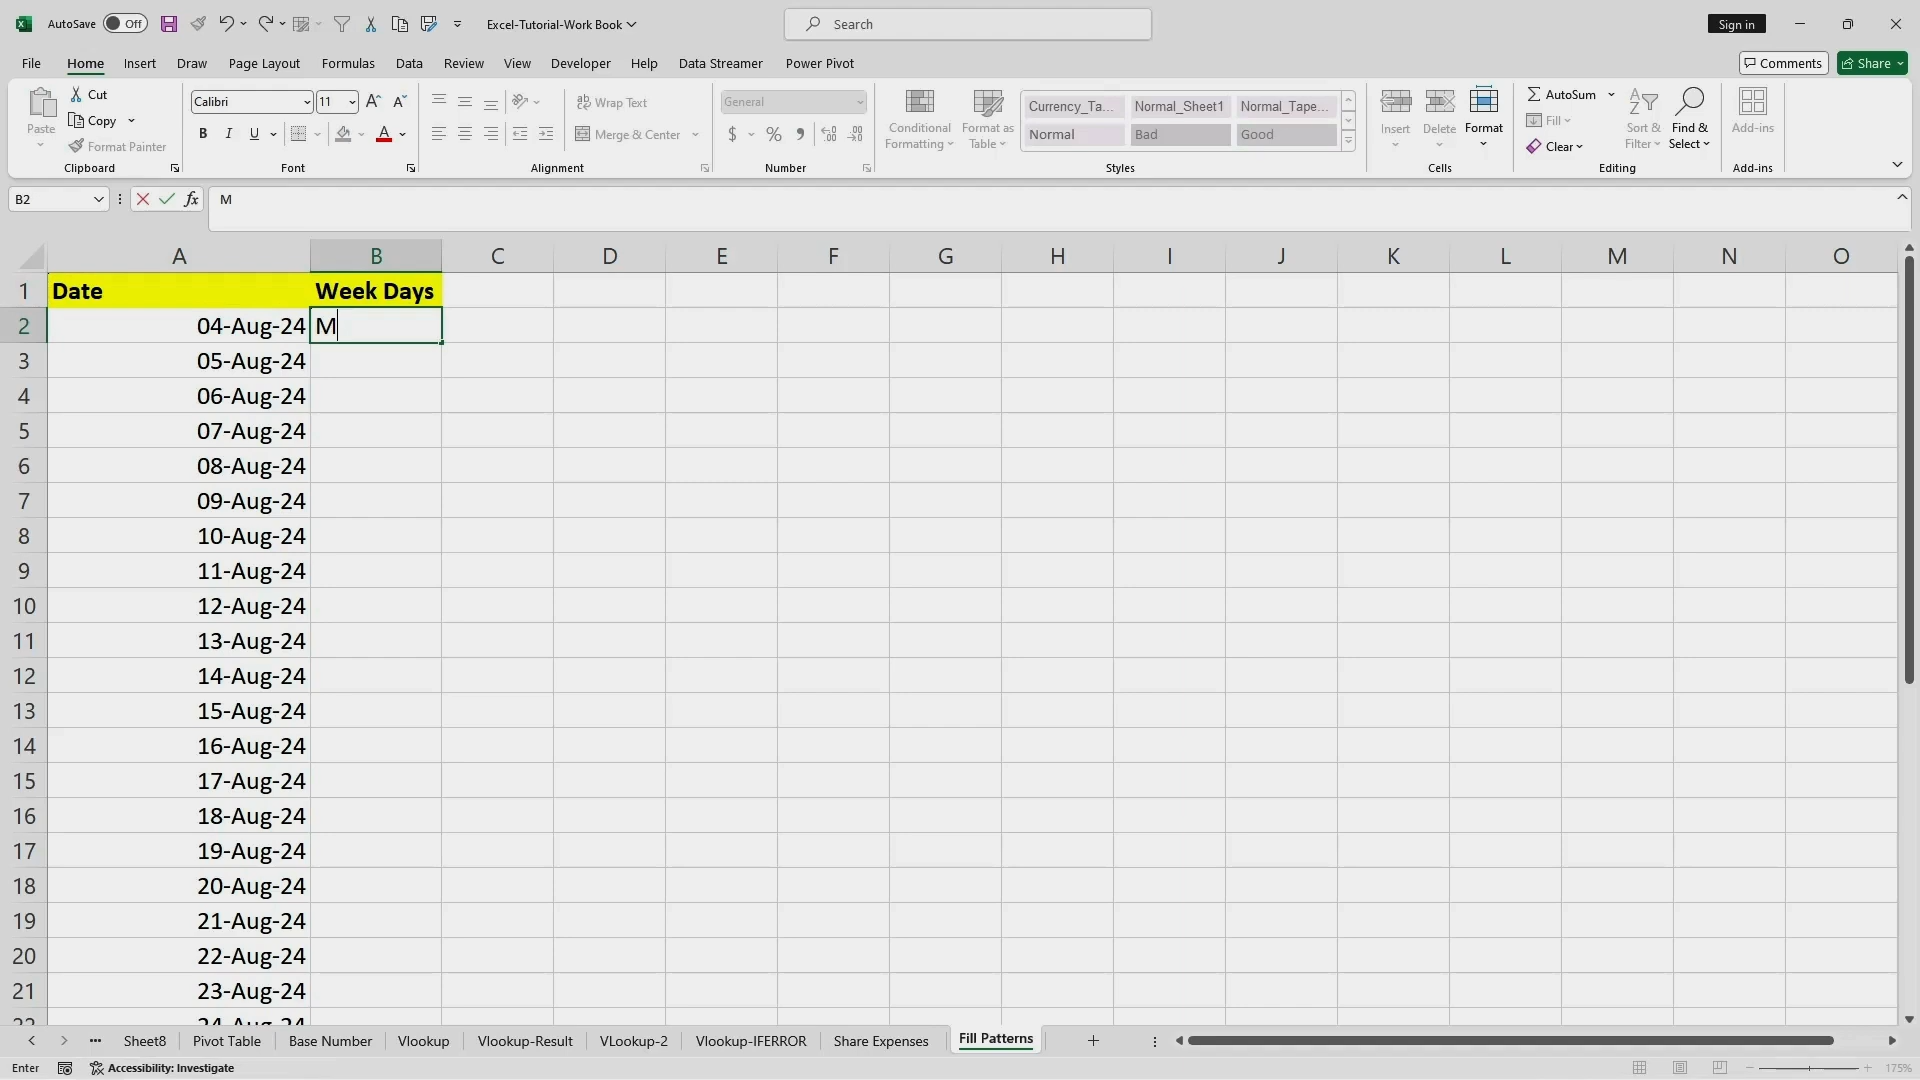 AutoSave Off Excel-Tutorial-Work Book Search Sign in
File Home Insert Draw Page Layout Formulas Data Review View Developer Help Data Streamer Power Pivot Comments Share
Paste Cut Copy Format Painter Clipboard
Calibri 11 B I U Font
Wrap Text Merge & Center Alignment
General $ % Number
Conditional Formatting Format as Table
Currency_Ta... Normal_Sheet1 Normal_Tape...
Normal Bad Good
Styles
Insert Delete Format Cells
AutoSum Fill Clear Sort & Filter Find & Select Editing
Add-ins Add-ins
B2 fx M
A B C D E F G H I J K L M N O
1 Date Week Days
2 04-Aug-24 M
3 05-Aug-24
4 06-Aug-24
5 07-Aug-24
6 08-Aug-24
7 09-Aug-24
8 10-Aug-24
9 11-Aug-24
10 12-Aug-24
11 13-Aug-24
12 14-Aug-24
13 15-Aug-24
14 16-Aug-24
15 17-Aug-24
16 18-Aug-24
17 19-Aug-24
18 20-Aug-24
19 21-Aug-24
20 22-Aug-24
21 23-Aug-24
22 24-Aug-24
Sheet8 Pivot Table Base Number Vlookup Vlookup-Result VLookup-2 Vlookup-IFERROR Share Expenses Fill Patterns
Enter Accessibility: Investigate 175%